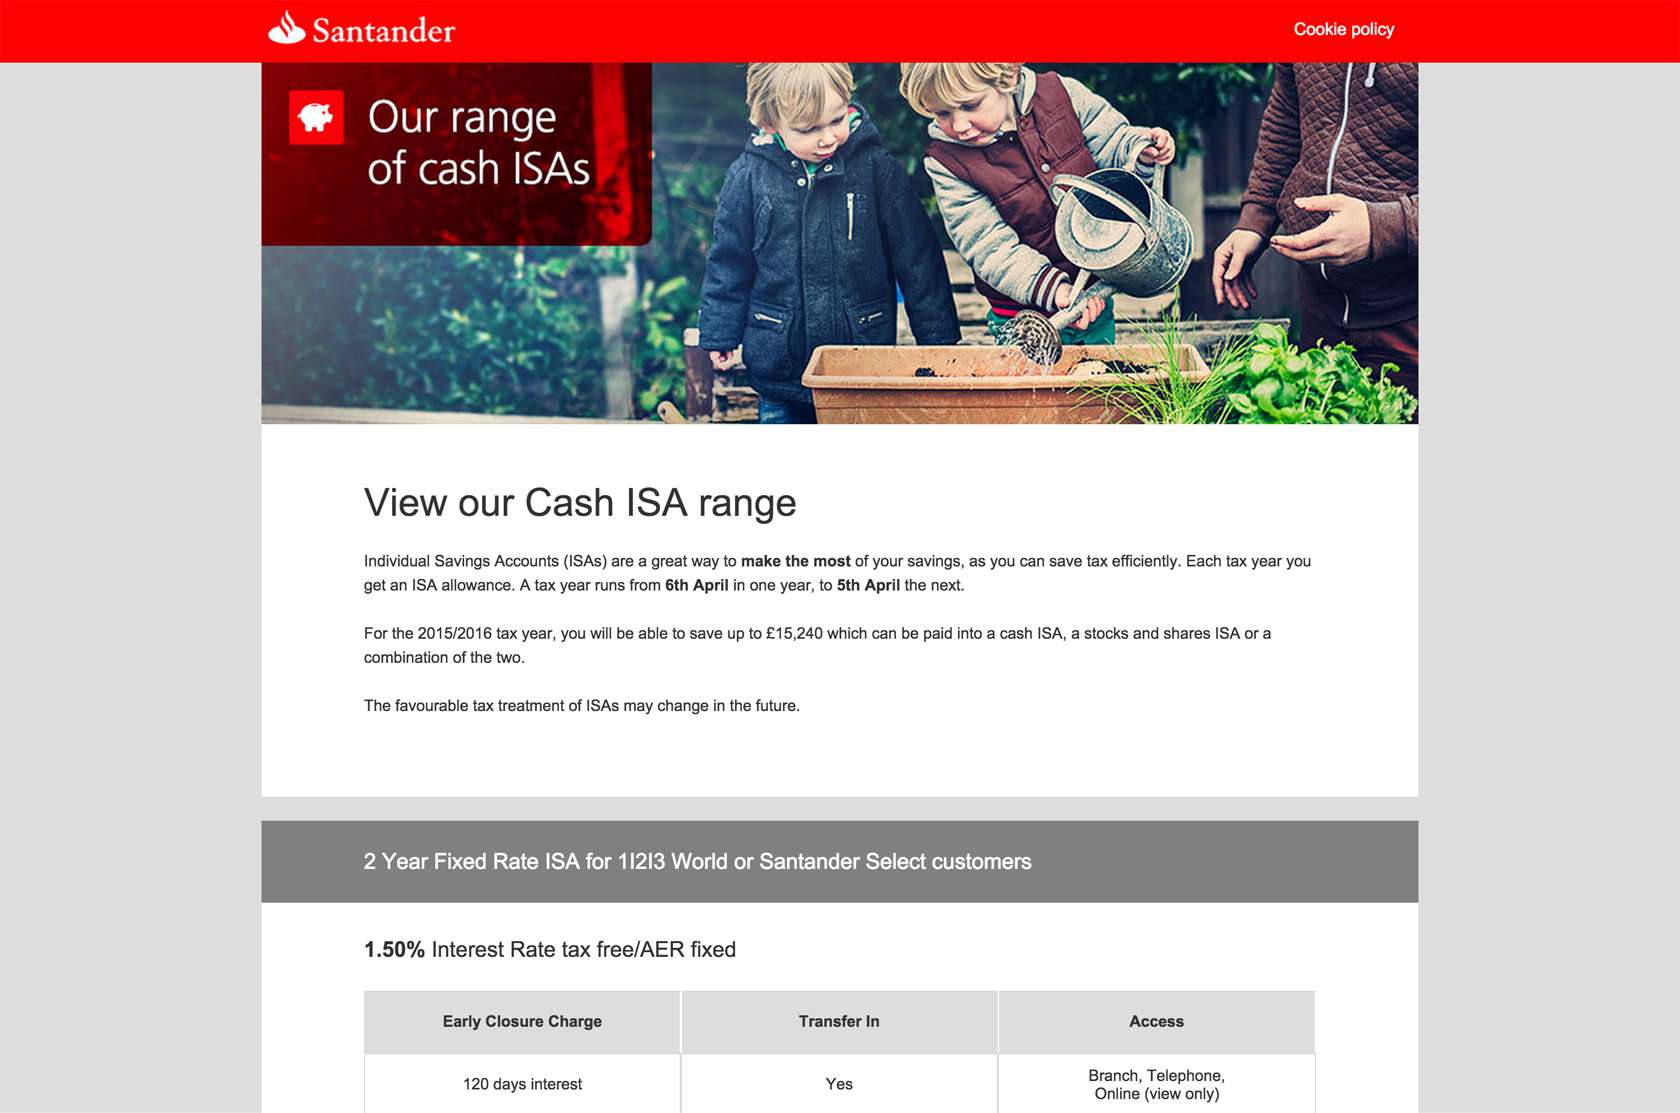 Santander
Cookie policy
Our range
of cash ISAs
View our Cash ISA range
Individual Savings Accounts (ISAs) are a great way to make the most of your savings, as you can save tax efficiently. Each tax year you
get an ISA allowance. A tax year runs from 6th April in one year, to 5th April the next.
For the 2015/2016 tax year, you will be able to save up to £15,240 which can be paid into a cash ISA, a stocks and shares ISA or a
combination of the two.
The favourable tax treatment of ISAs may change in the future.
2 Year Fixed Rate ISA for 1I2I3 World or Santander Select customers
1.50% Interest Rate tax free/AER fixed
Early Closure Charge
Transfer In
Access
120 days interest
Yes
Branch, Telephone,
Online (view only)